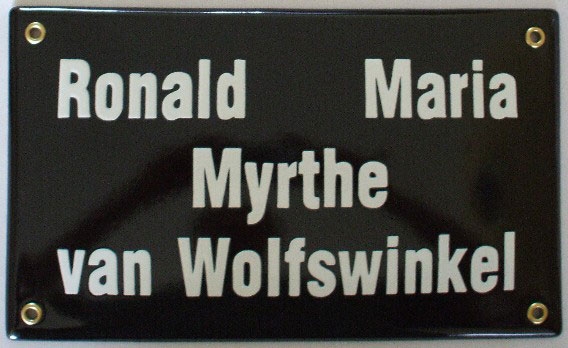 Ronald Maria
Myrthe
van Wolfswinkel